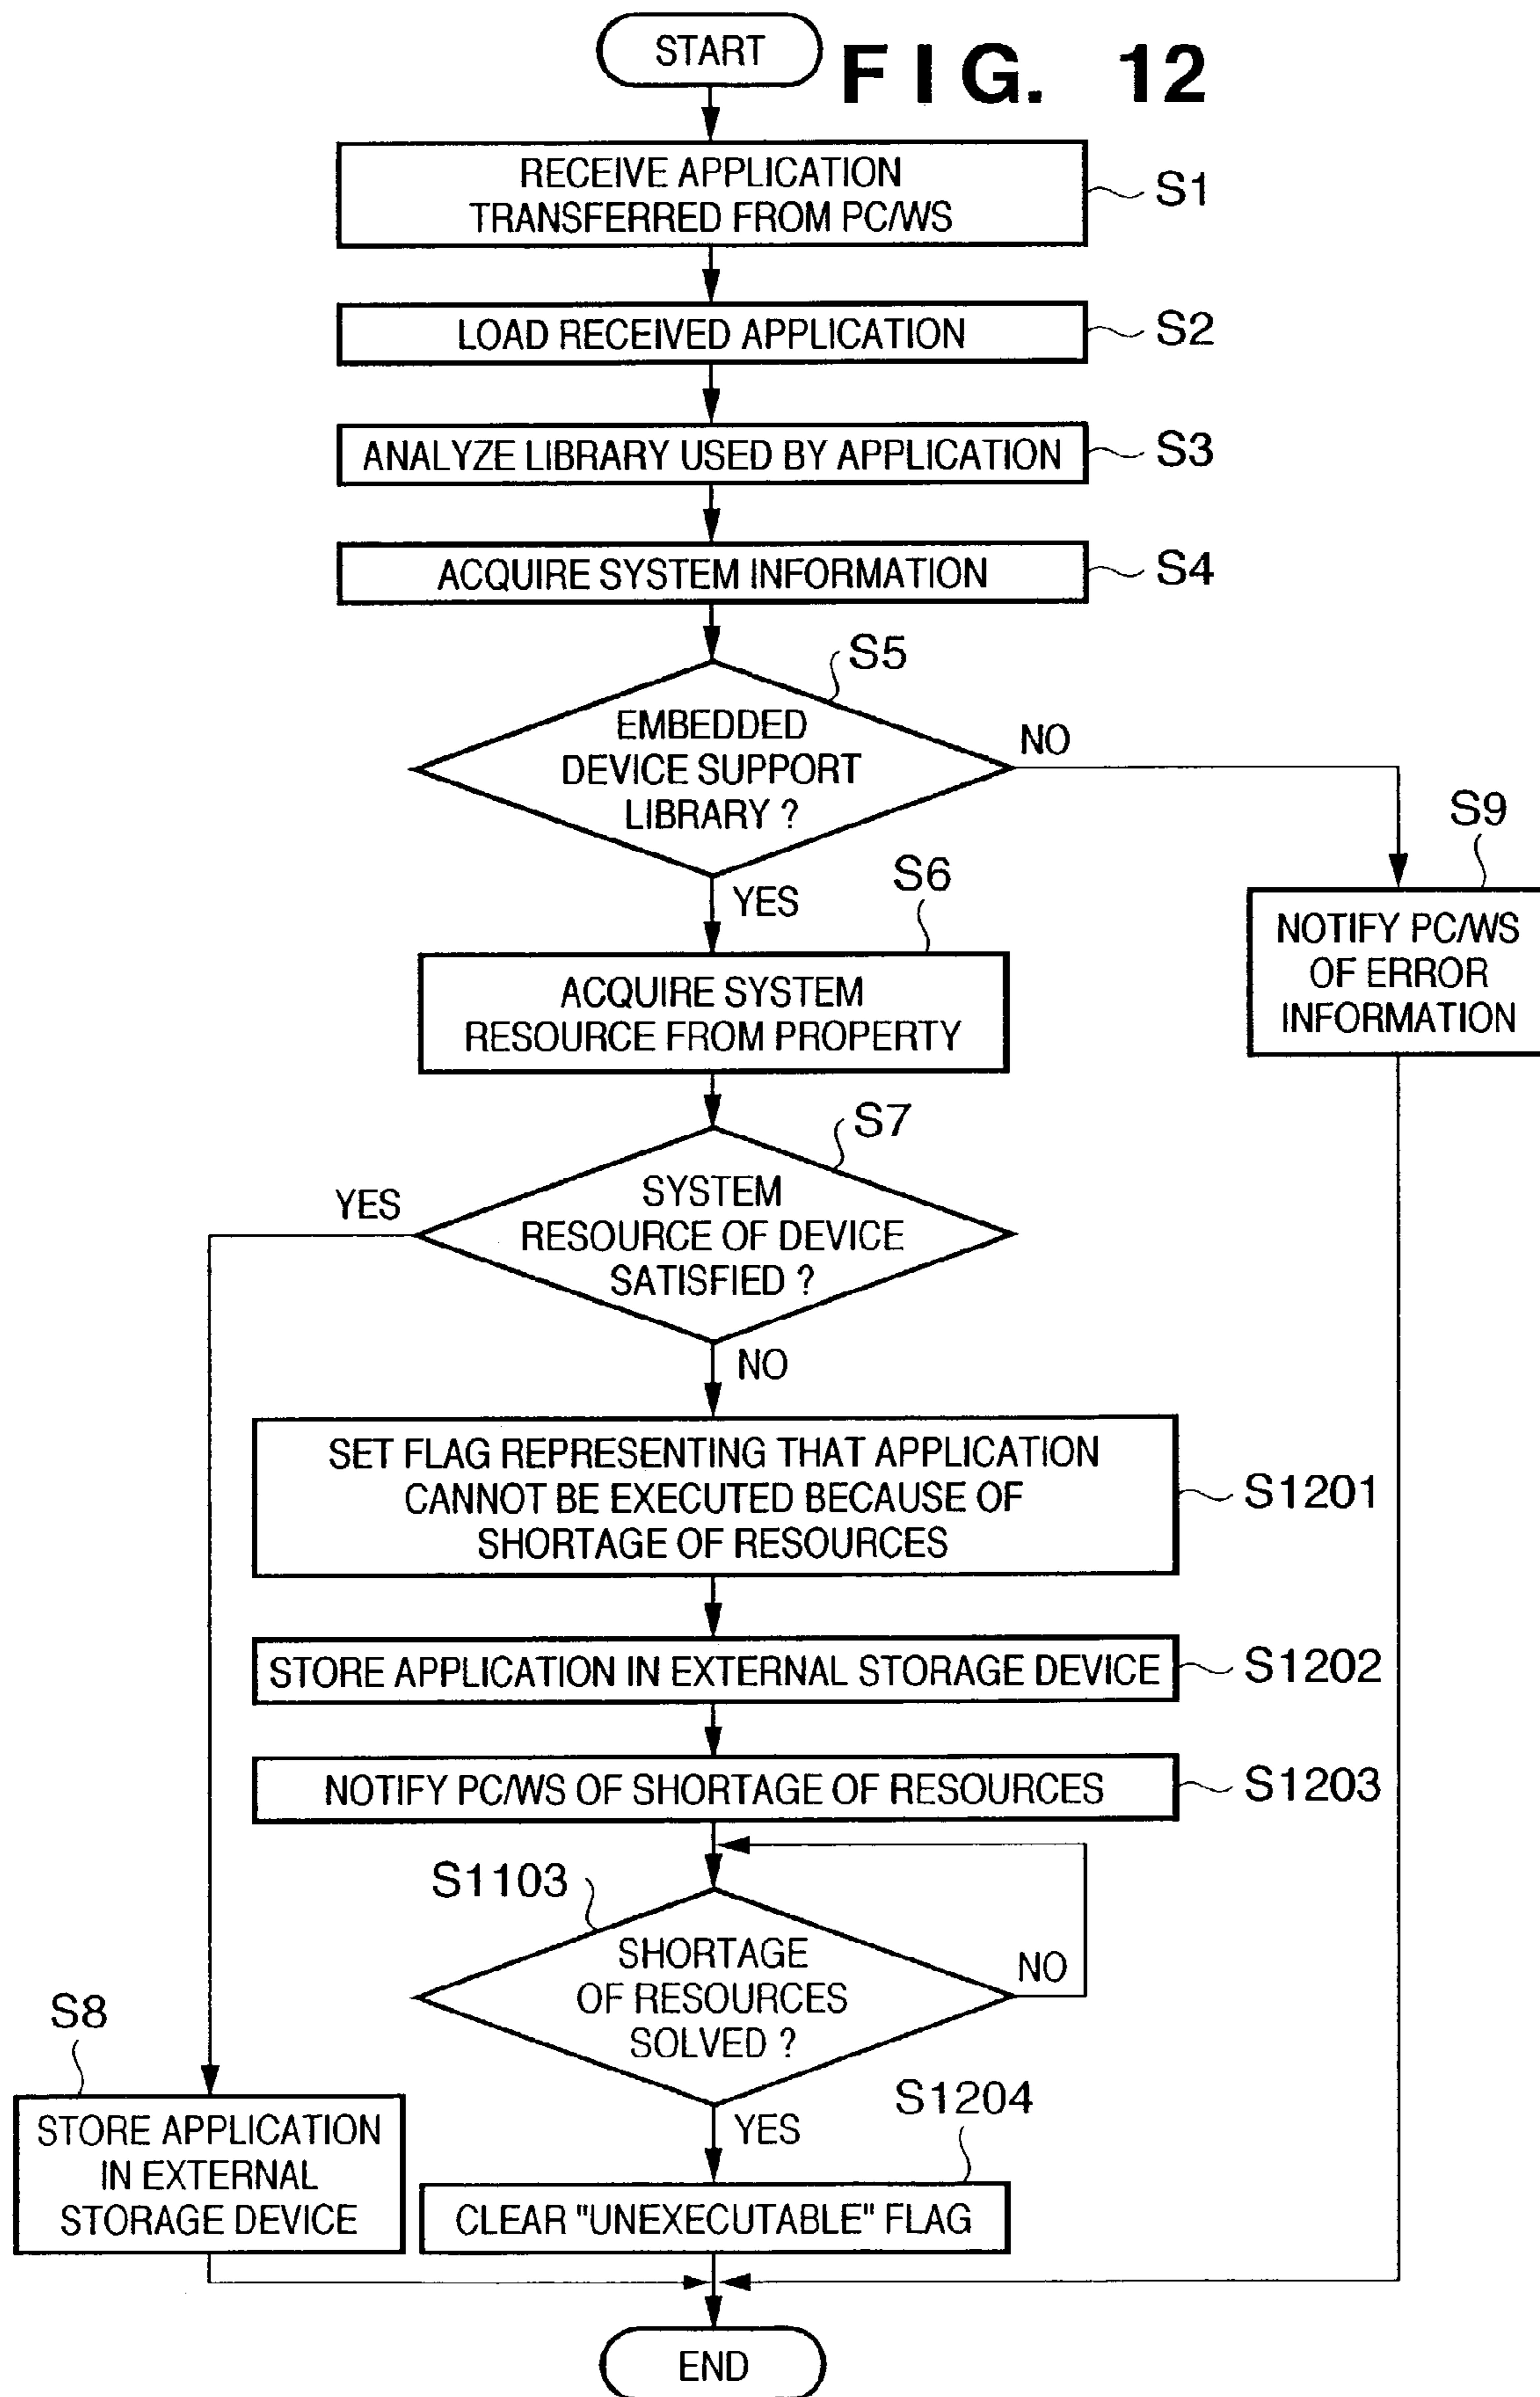 START
FIG. 12
RECEIVE APPLICATION
TRANSFERRED FROM PC/WS
S1
LOAD RECEIVED APPLICATION
S2
ANALYZE LIBRARY USED BY APPLICATION
S3
ACQUIRE SYSTEM INFORMATION
S4
S5
EMBEDDED
DEVICE SUPPORT
LIBRARY ?
NO
YES
S9
NOTIFY PC/WS
OF ERROR
INFORMATION
S6
ACQUIRE SYSTEM
RESOURCE FROM PROPERTY
S7
SYSTEM
RESOURCE OF DEVICE
SATISFIED ?
YES
NO
SET FLAG REPRESENTING THAT APPLICATION
CANNOT BE EXECUTED BECAUSE OF
SHORTAGE OF RESOURCES
S1201
STORE APPLICATION IN EXTERNAL STORAGE DEVICE
S1202
NOTIFY PC/WS OF SHORTAGE OF RESOURCES
S1203
S1103
SHORTAGE
OF RESOURCES
SOLVED ?
NO
YES
S8
STORE APPLICATION
IN EXTERNAL
STORAGE DEVICE
S1204
CLEAR "UNEXECUTABLE" FLAG
END